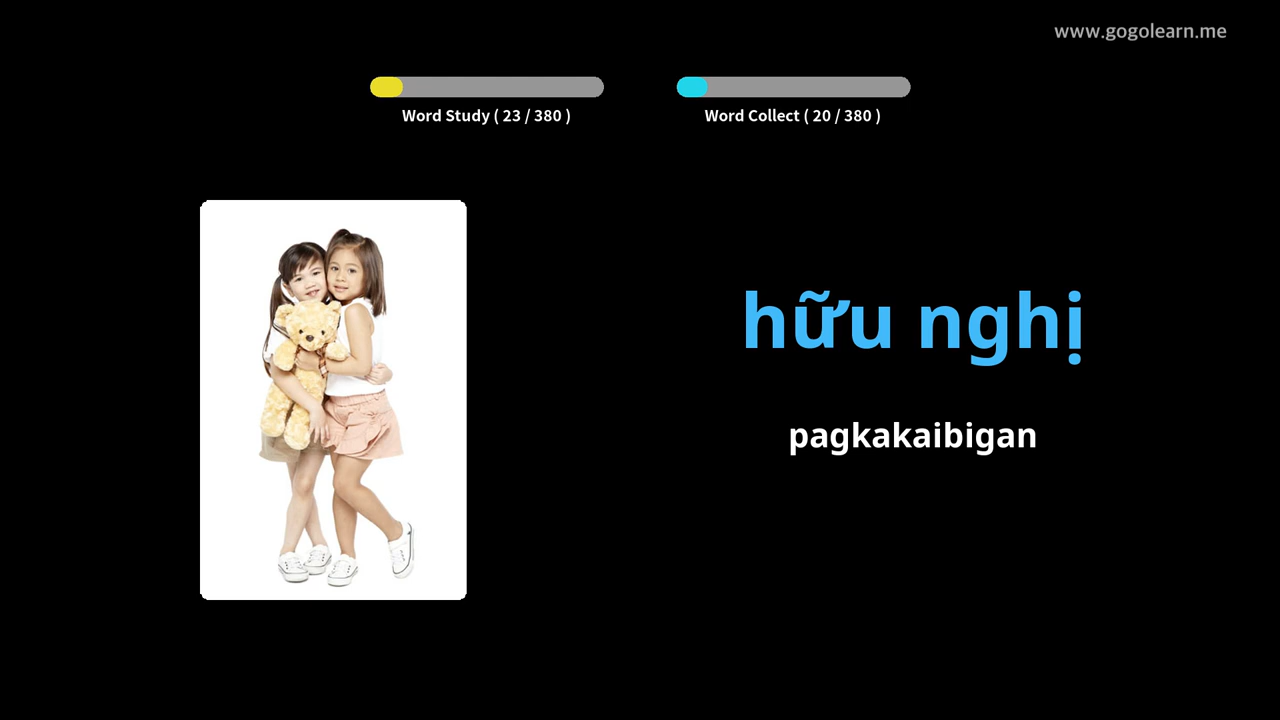 www.gogolearn.me
Word Study ( 23 / 380 )
Word Collect ( 20 / 380 )
hữu nghị
pagkakaibigan